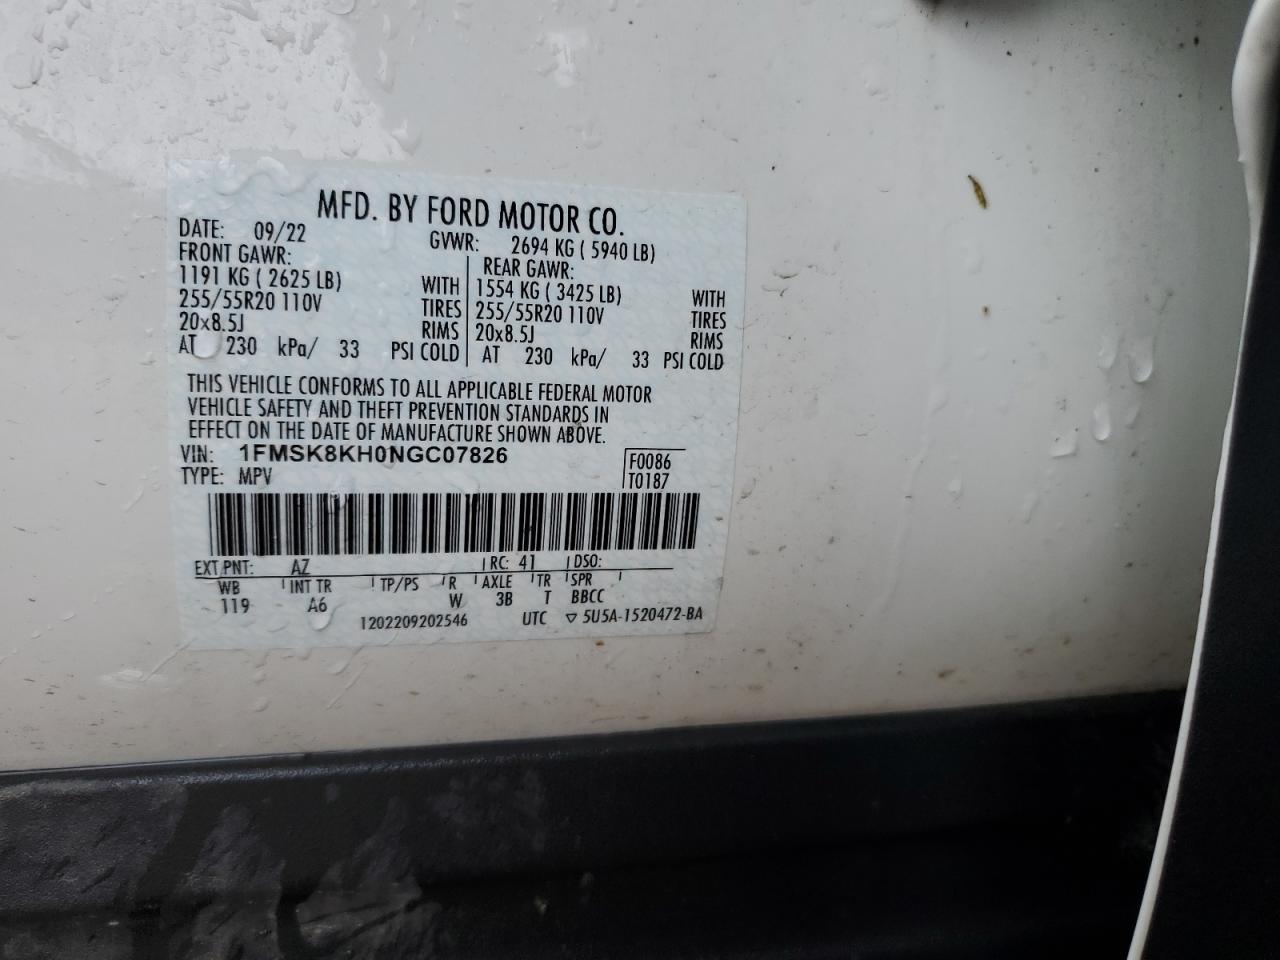 MFD. BY FORD MOTOR CO.
DATE: 09/22 GVWR: 2694 KG ( 5940 LB)
FRONT GAWR: REAR GAWR:
1191 KG ( 2625 LB) WITH 1554 KG ( 3425 LB) WITH
255/55R20 110V TIRES 255/55R20 110V TIRES
20x8.5J RIMS 20x8.5J RIMS
AT 230 kPa/ 33 PSI COLD AT 230 kPa/ 33 PSI COLD
THIS VEHICLE CONFORMS TO ALL APPLICABLE FEDERAL MOTOR
VEHICLE SAFETY AND THEFT PREVENTION STANDARDS IN
EFFECT ON THE DATE OF MANUFACTURE SHOWN ABOVE.
VIN: 1FMSK8KH0NGC07826 F0086
TYPE: MPV T0187
EXT PNT: AZ RC: 41 DSO:
WB INT TR TP/PS R AXLE TR SPR
119 A6 W 3B T BBCC
1202209202546 UTC ▽ 5U5A-1520472-BA